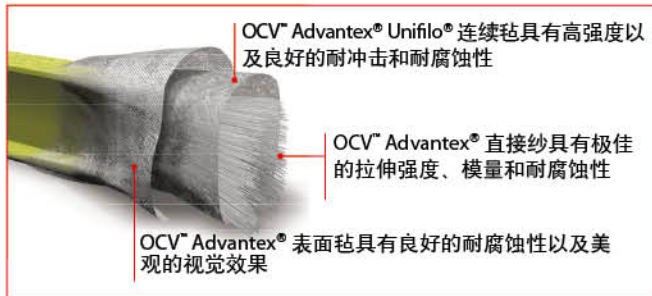 OCV™ Advantex® Unifilo® 连续毡具有高强度以
及良好的耐冲击和耐腐蚀性
OCV™ Advantex® 直接纱具有极佳
的拉伸强度、模量和耐腐蚀性
OCV™ Advantex® 表面毡具有良好的耐腐蚀性以及美
观的视觉效果